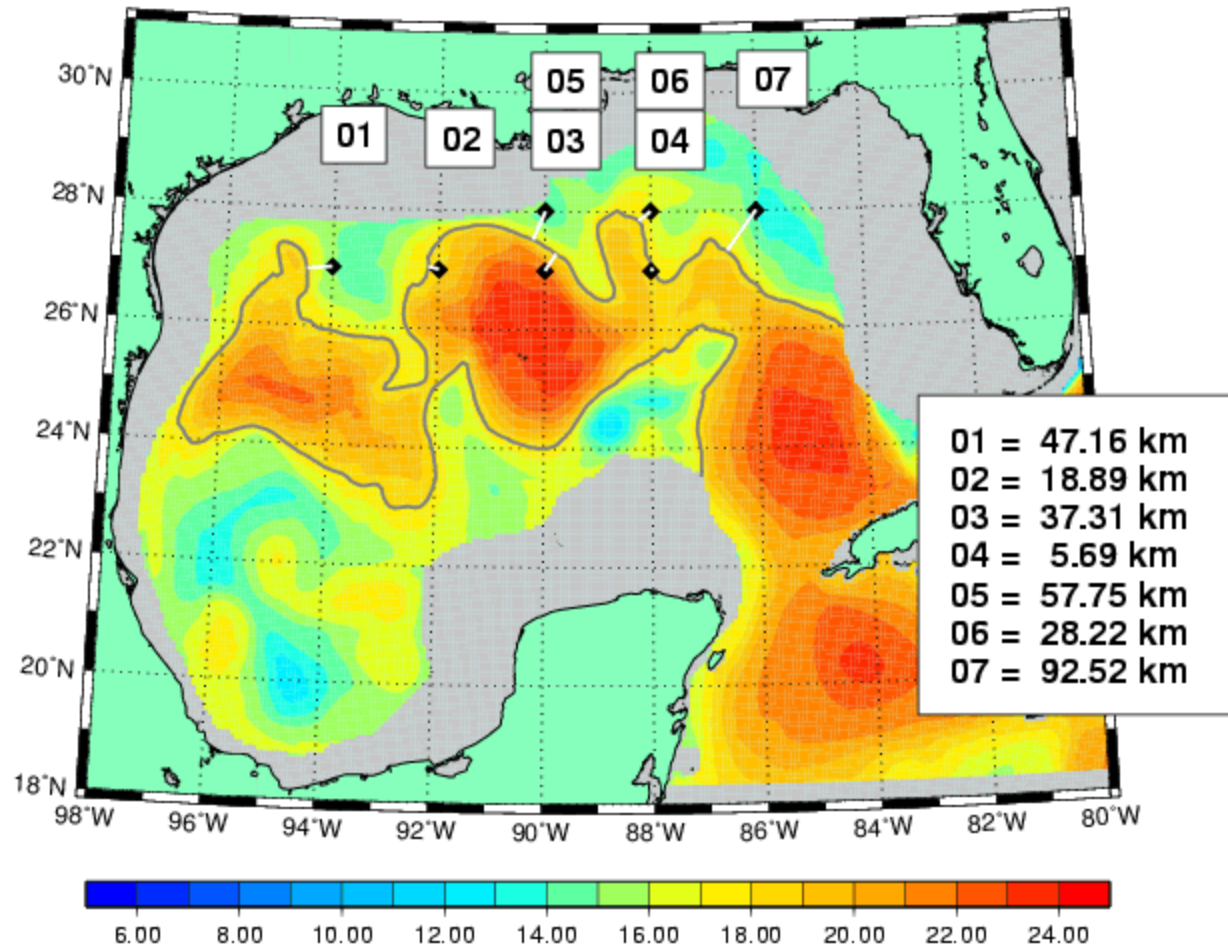 30°N
28°N
26°N
24°N
22°N
20°N
18°N
05 06 07
01 02 03 04
01 = 47.16 km
02 = 18.89 km
03 = 37.31 km
04 = 5.69 km
05 = 57.75 km
06 = 28.22 km
07 = 92.52 km
98°W 96°W 94°W 92°W 90°W 88°W 86°W 84°W 82°W 80°W
6.00 8.00 10.00 12.00 14.00 16.00 18.00 20.00 22.00 24.00